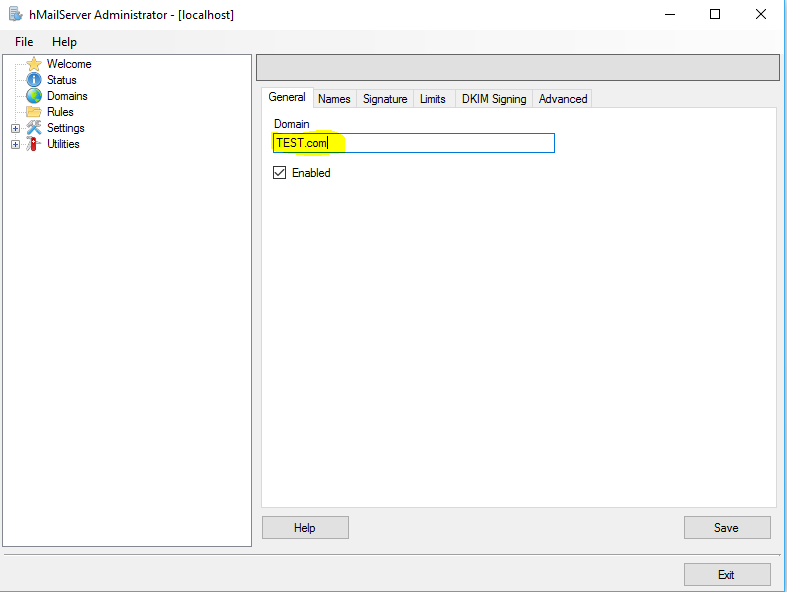 hMailServer Administrator - [localhost]
File Help
Welcome
Status
Domains
Rules
Settings
Utilities
General Names Signature Limits DKIM Signing Advanced
Domain
TEST.com
Enabled
Help Save
Exit